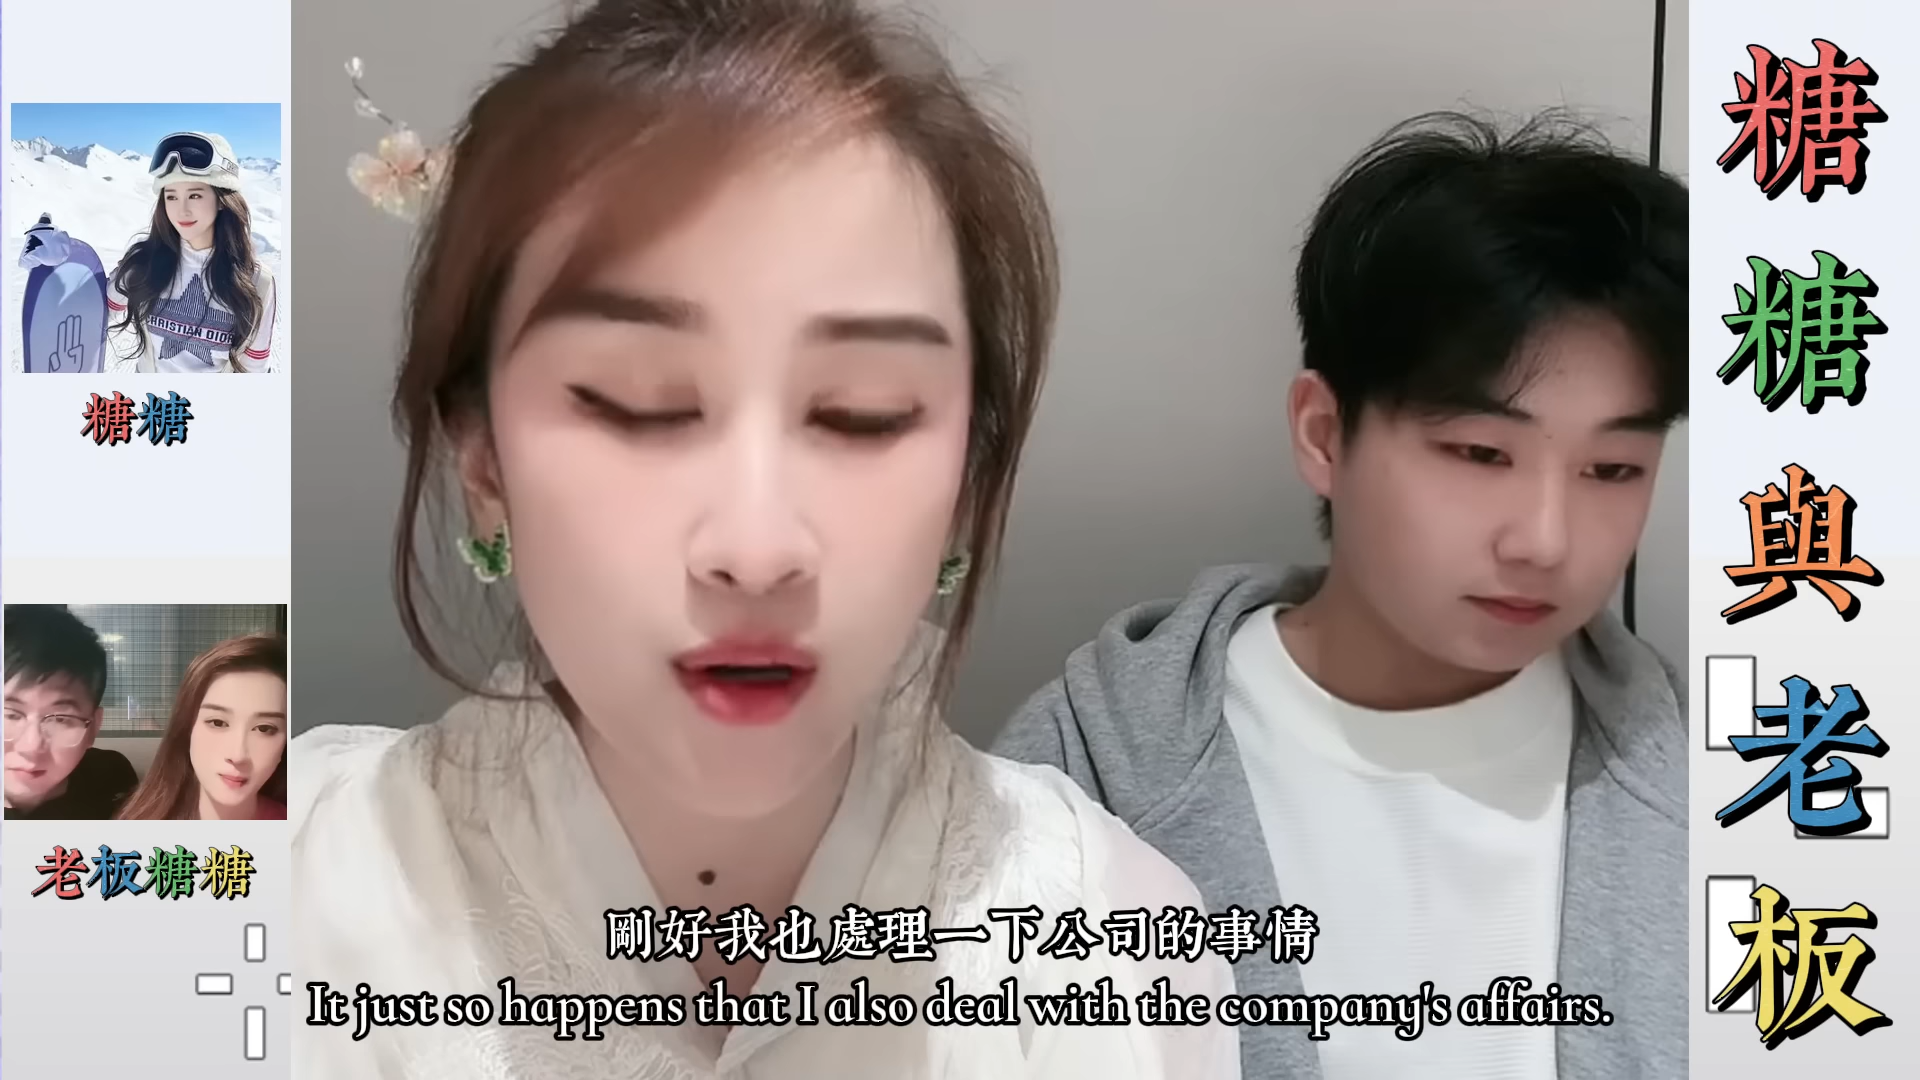 CHRISTIAN DIOR
糖糖
老板糖糖
剛好我也處理一下公司的事情
It just so happens that I also deal with the company's affairs.
糖糖與老板